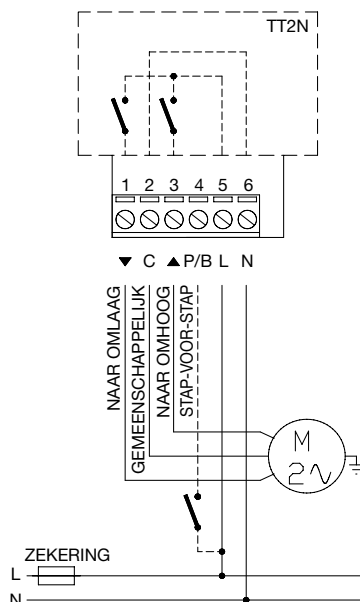 TT2N
1 2 3 4 5 6
▼ C ▲ P/B L N
NAAR OMLAAG
GEMEENSCHAPPELIJK
NAAR OMHOOG
STAP-VOOR-STAP
M
2∿
ZEKERING
L
N